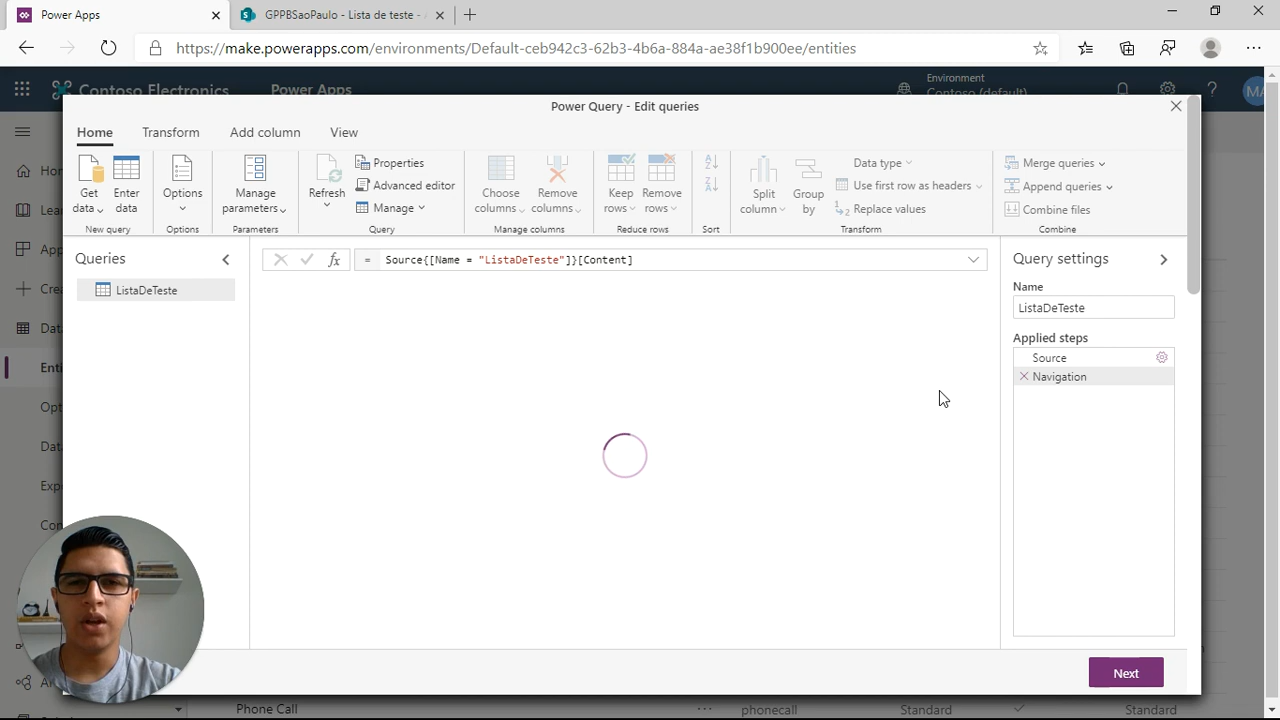 Power Apps
GPPBSaoPaulo - Lista de teste -
https://make.powerapps.com/environments/Default-ceb942c3-62b3-4b6a-884a-ae38f1b900ee/entities
Contoso Electronics
Power Apps
Environment
Contoso (default)
Power Query - Edit queries
Home
Transform
Add column
View
Get data
Enter data
Options
Manage parameters
Refresh
Properties
Advanced editor
Manage
Choose columns
Remove columns
Keep rows
Remove rows
Split column
Group by
Data type
Use first row as headers
Replace values
Merge queries
Append queries
Combine files
New query
Options
Parameters
Query
Manage columns
Reduce rows
Sort
Transform
Combine
Queries
fx
= Source{[Name = "ListaDeTeste"]}[Content]
Query settings
ListaDeTeste
Name
ListaDeTeste
Applied steps
Source
Navigation
Next
Phone Call
phonecall
Standard
Standard